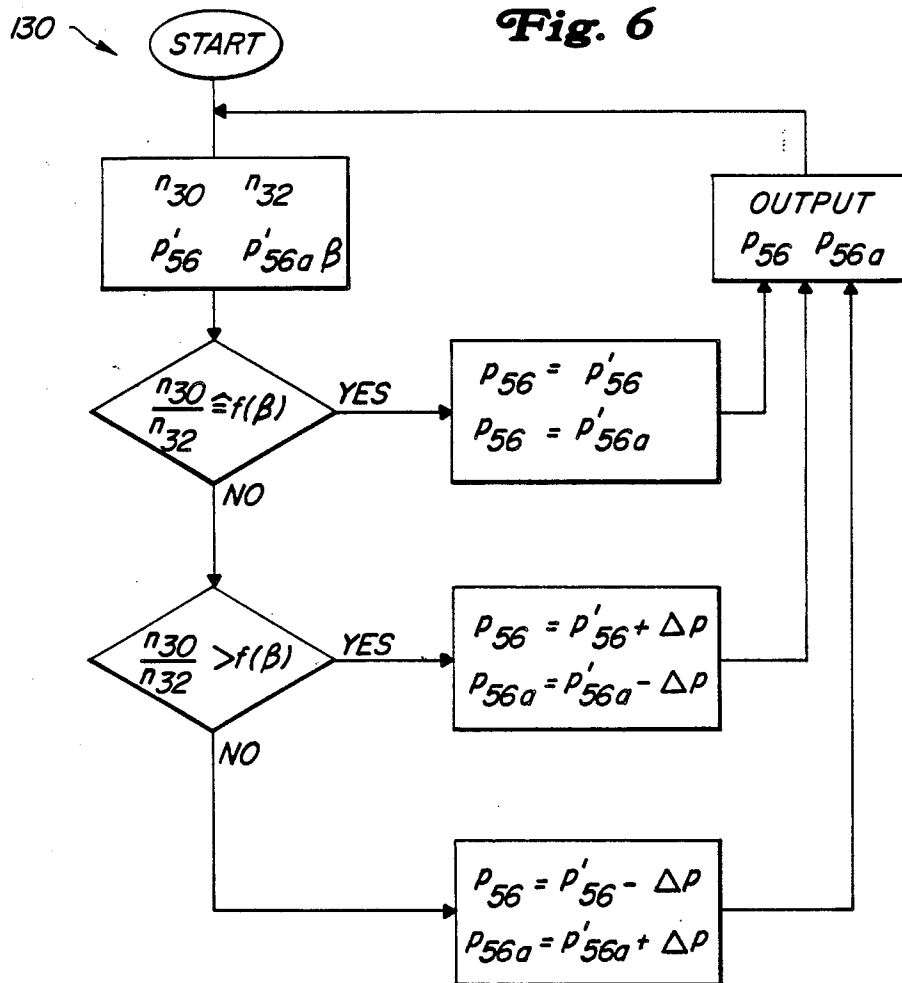 Fig. 6
130
START
n30 n32
p'56 p'56a β
n30/n32 ≙ f(β)
YES
NO
p56 = p'56
p56 = p'56a
OUTPUT
p56 p56a
n30/n32 > f(β)
YES
NO
p56 = p'56 + Δp
p56a = p'56a - Δp
p56 = p'56 - Δp
p56a = p'56a + Δp